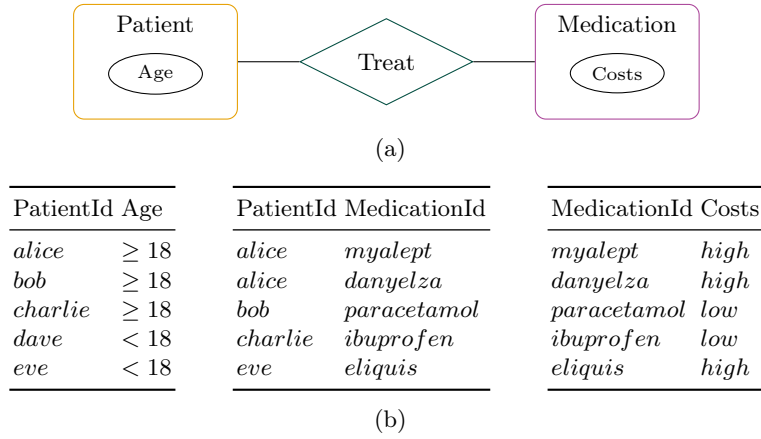 Patient
Medication
Age
Treat
Costs
(a)
PatientId Age
alice ≥ 18
bob ≥ 18
charlie ≥ 18
dave < 18
eve < 18
PatientId MedicationId
alice myalept
alice danyelza
bob paracetamol
charlie ibuprofen
eve eliquis
MedicationId Costs
myalept high
danyelza high
paracetamol low
ibuprofen low
eliquis high
(b)